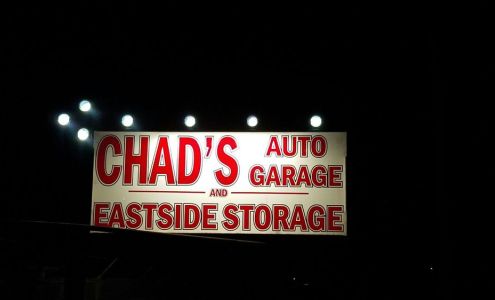 CHAD'S AUTO GARAGE
AND
EASTSIDE STORAGE